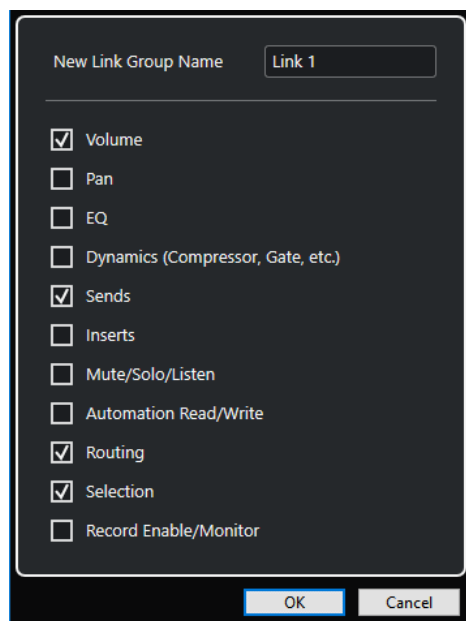 New Link Group Name Link 1
Volume
Pan
EQ
Dynamics (Compressor, Gate, etc.)
Sends
Inserts
Mute/Solo/Listen
Automation Read/Write
Routing
Selection
Record Enable/Monitor
OK Cancel